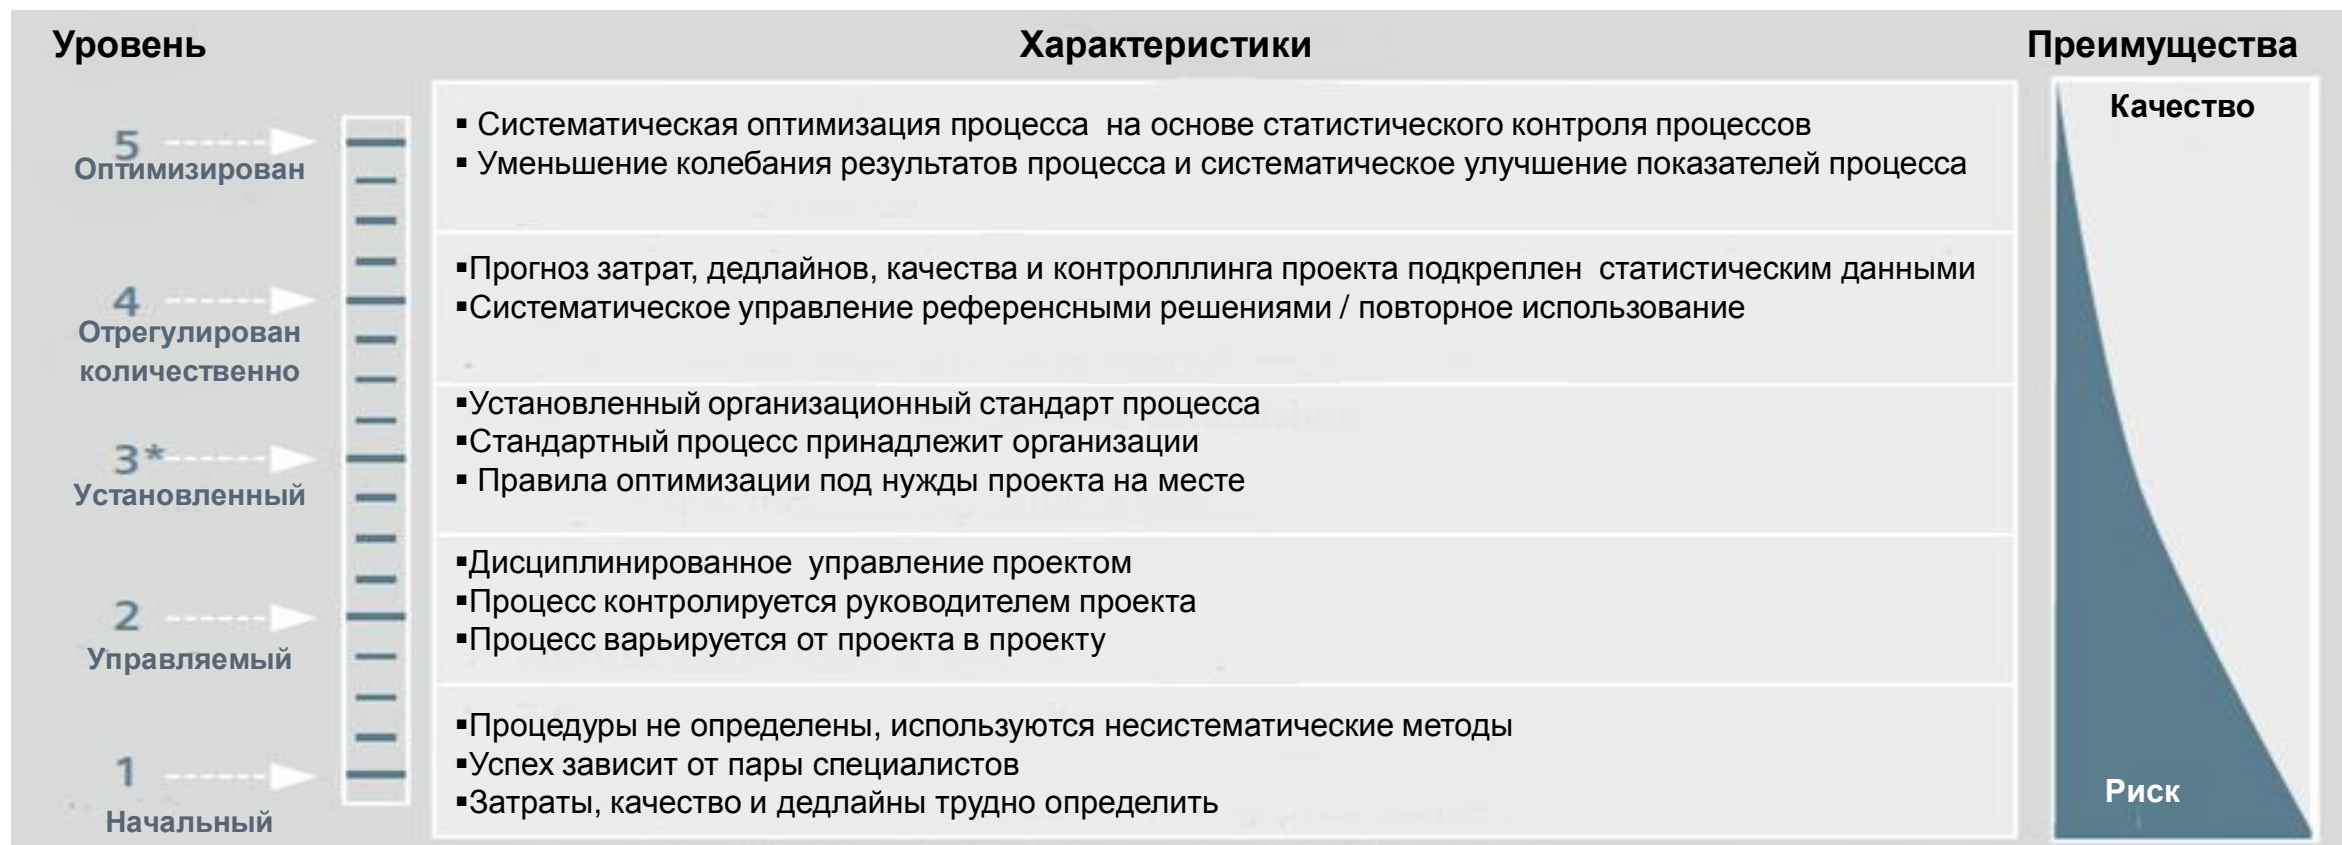 Уровень
Характеристики
Преимущества
5
Оптимизирован
▪ Систематическая оптимизация процесса на основе статистического контроля процессов
▪ Уменьшение колебания результатов процесса и систематическое улучшение показателей процесса
Качество
4
Отрегулирован
количественно
▪Прогноз затрат, дедлайнов, качества и контролллинга проекта подкреплен статистическим данными
▪Систематическое управление референсными решениями / повторное использование
3*
Установленный
▪Установленный организационный стандарт процесса
▪Стандартный процесс принадлежит организации
▪ Правила оптимизации под нужды проекта на месте
2
Управляемый
▪Дисциплинированное управление проектом
▪Процесс контролируется руководителем проекта
▪Процесс варьируется от проекта в проекту
1
Начальный
▪Процедуры не определены, используются несистематические методы
▪Успех зависит от пары специалистов
▪Затраты, качество и дедлайны трудно определить
Риск